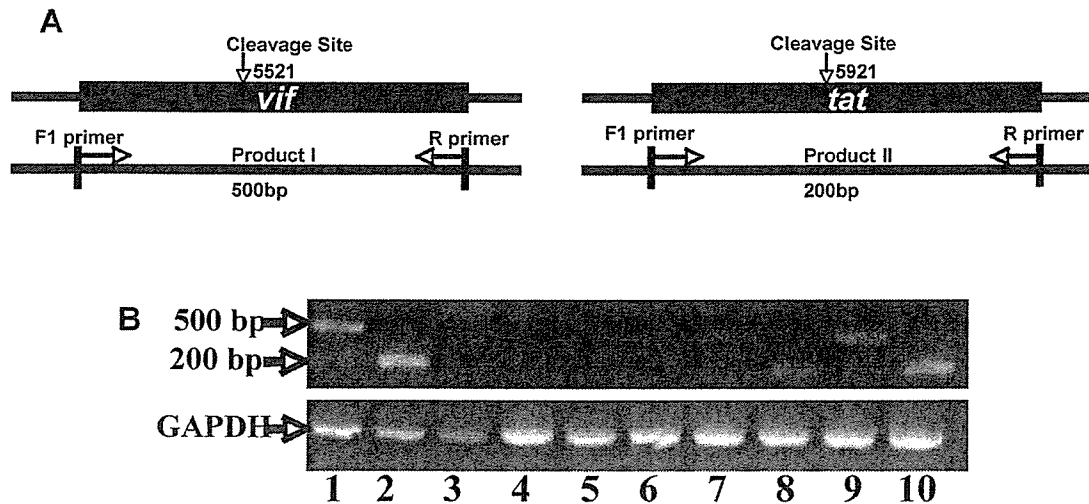 A
Cleavage Site
5521
vif
F1 primer
R primer
Product I
500bp
Cleavage Site
5921
tat
F1 primer
R primer
Product II
200bp
B
500 bp
200 bp
GAPDH
1 2 3 4 5 6 7 8 9 10